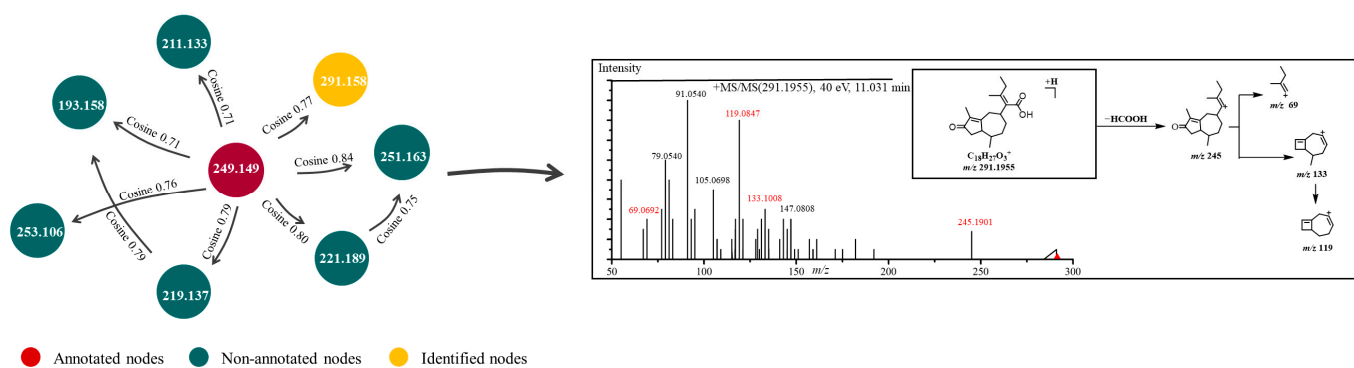 211.133
291.158
193.158
Cosine 0.71
Cosine 0.77
Cosine 0.71
249.149
Cosine 0.84
251.163
Cosine 0.76
Cosine 0.79
Cosine 0.79
Cosine 0.80
Cosine 0.75
253.106
221.189
219.137
Annotated nodes
Non-annotated nodes
Identified nodes
Intensity
+MS/MS(291.1955), 40 eV, 11.031 min
91.0540
119.0847
79.0540
105.0698
69.0692
133.1008
147.0808
245.1901
50
100
150
m/z
200
250
300
+H
O
OH
O
C18H27O3+
m/z 291.1955
−HCOOH
+
O
m/z 245
+
m/z 69
+
m/z 133
+
m/z 119